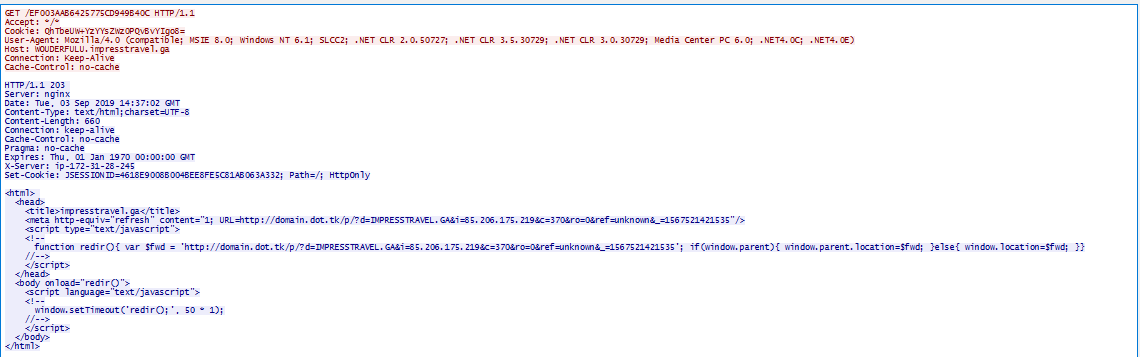 GET /EF003AAB6425775CD949B40C HTTP/1.1
Accept: */*
Cookie: QhTbeUW+YzYYsZWz0PQvBvYIgo8=
User-Agent: Mozilla/4.0 (compatible; MSIE 8.0; Windows NT 6.1; SLCC2; .NET CLR 2.0.50727; .NET CLR 3.5.30729; .NET CLR 3.0.30729; Media Center PC 6.0; .NET4.0C; .NET4.0E)
Host: WOUDERFULU.impresstravel.ga
Connection: Keep-Alive
Cache-Control: no-cache

HTTP/1.1 203
Server: nginx
Date: Tue, 03 Sep 2019 14:37:02 GMT
Content-Type: text/html;charset=UTF-8
Content-Length: 660
Connection: keep-alive
Cache-Control: no-cache
Pragma: no-cache
Expires: Thu, 01 Jan 1970 00:00:00 GMT
X-Server: ip-172-31-28-245
Set-Cookie: JSESSIONID=4618E9008B004BEE8FE5C81AB063A332; Path=/; HttpOnly

<html>
<head>
<title>impresstravel.ga</title>
<meta http-equiv="refresh" content="1; URL=http://domain.dot.tk/p/?d=IMPRESSTRAVEL.GA&i=85.206.175.219&c=370&ro=0&ref=unknown&_=1567521421535"/>
<script type="text/javascript">
<!--
function redir(){ var $fwd = 'http://domain.dot.tk/p/?d=IMPRESSTRAVEL.GA&i=85.206.175.219&c=370&ro=0&ref=unknown&_=1567521421535'; if(window.parent){ window.parent.location=$fwd; }else{ window.location=$fwd; }}
//-->
</script>
</head>
<body onload="redir()">
<script language="text/javascript">
<!--
window.setTimeout('redir();', 50 * 1);
//-->
</script>
</body>
</html>